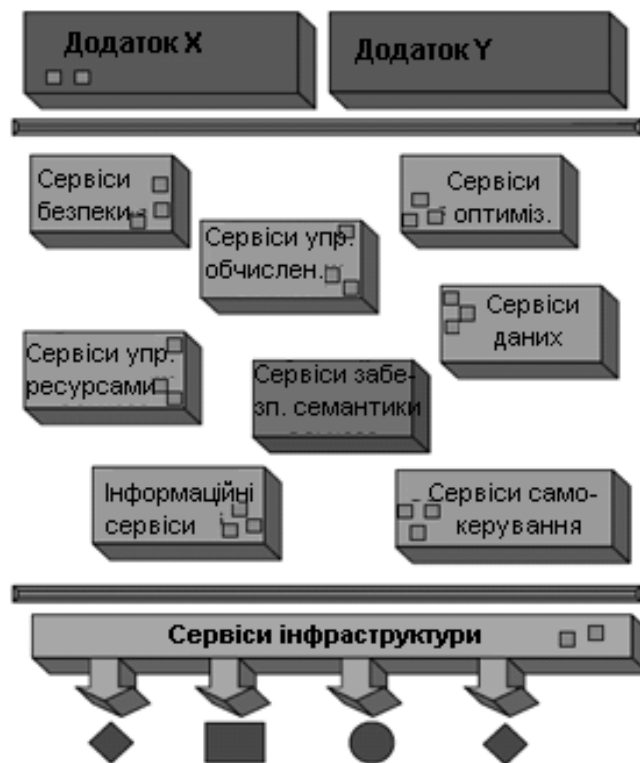 Додаток X
Додаток Y
Сервіси
безпеки
Сервіси
оптиміз.
Сервіси упр.
обчислен.
Сервіси
даних
Сервіси упр.
ресурсами
Сервіси забе-
зп. семантики
Інформаційні
сервіси
Сервіси само-
керування
Сервіси інфраструктури